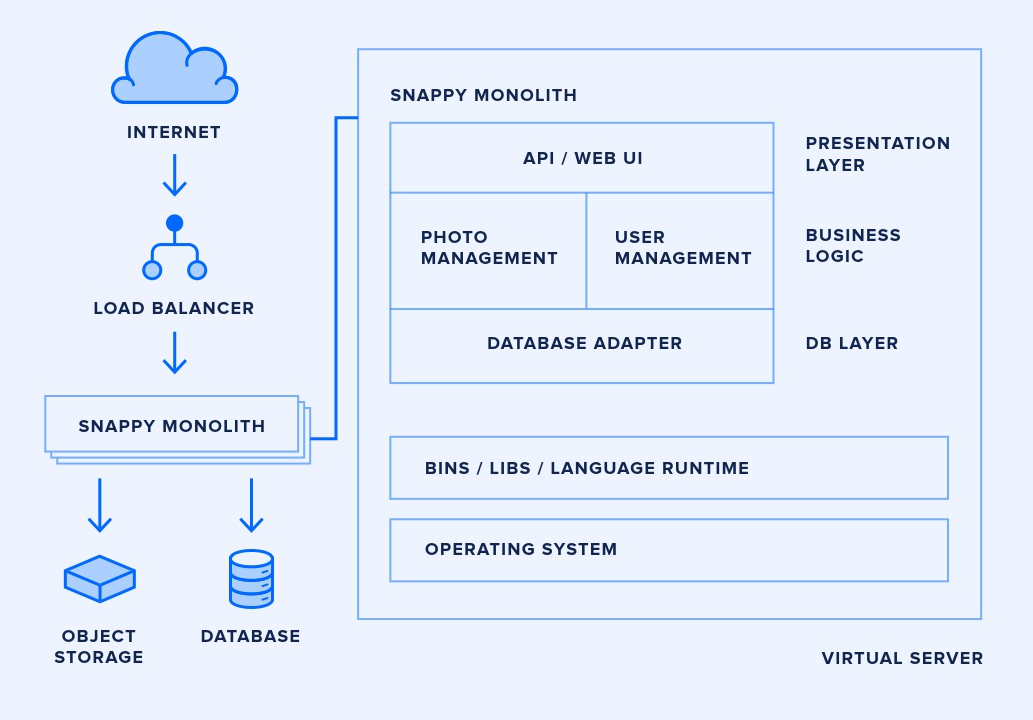 INTERNET
LOAD BALANCER
SNAPPY MONOLITH
OBJECT
STORAGE
DATABASE
SNAPPY MONOLITH
API / WEB UI
PRESENTATION
LAYER
PHOTO
MANAGEMENT
USER
MANAGEMENT
BUSINESS
LOGIC
DATABASE ADAPTER
DB LAYER
BINS / LIBS / LANGUAGE RUNTIME
OPERATING SYSTEM
VIRTUAL SERVER